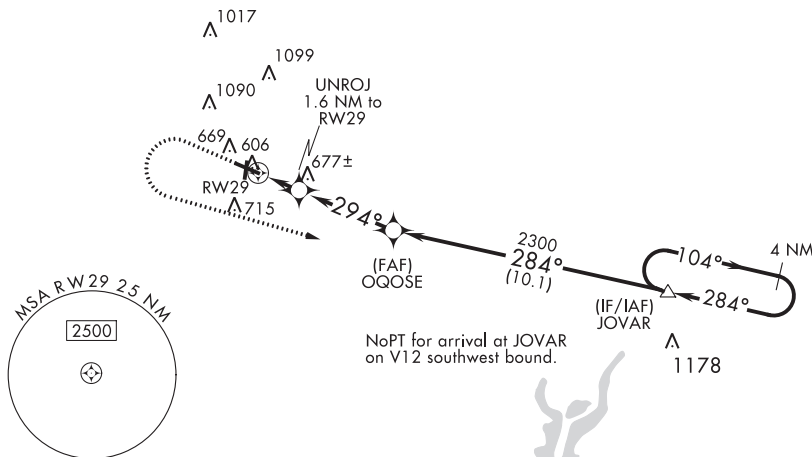 1017
1099
1090
UNROJ
1.6 NM to
RW29
669
606
677±
RW29
715
294°
(FAF)
OQOSE
2300
284°
(10.1)
104°
4 NM
284°
(IF/IAF)
JOVAR
1178
NoPT for arrival at JOVAR
on V12 southwest bound.
MSA RW29 25 NM
2500